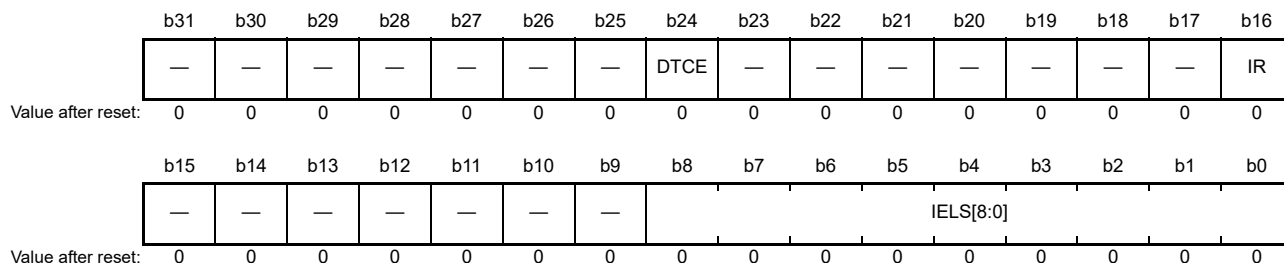 b31 b30 b29 b28 b27 b26 b25 b24 b23 b22 b21 b20 b19 b18 b17 b16
— — — — — — — DTCE — — — — — — — IR
Value after reset: 0 0 0 0 0 0 0 0 0 0 0 0 0 0 0 0
b15 b14 b13 b12 b11 b10 b9 b8 b7 b6 b5 b4 b3 b2 b1 b0
— — — — — — — IELS[8:0]
Value after reset: 0 0 0 0 0 0 0 0 0 0 0 0 0 0 0 0